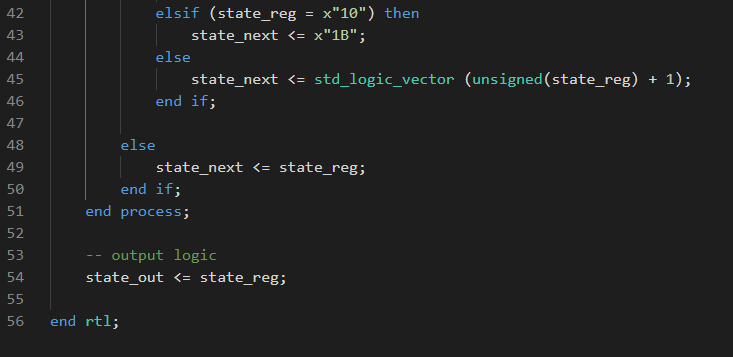 42 elsif (state_reg = x"10") then
43 state_next <= x"1B";
44 else
45 state_next <= std_logic_vector (unsigned(state_reg) + 1);
46 end if;
47
48 else
49 state_next <= state_reg;
50 end if;
51 end process;
52
53 -- output logic
54 state_out <= state_reg;
55
56 end rtl;